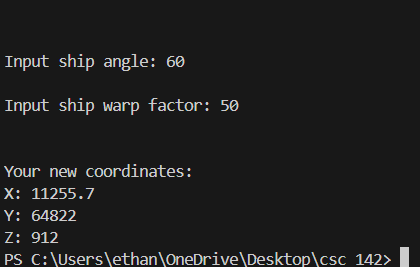 Input ship angle: 60
Input ship warp factor: 50
Your new coordinates:
X: 11255.7
Y: 64822
Z: 912
PS C:\Users\ethan\OneDrive\Desktop\csc 142>